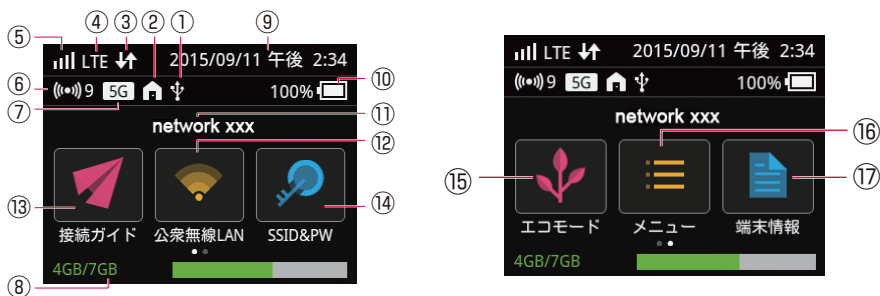 ⑤ ④ ③ ② ① ⑨
LTE 2015/09/11 午後 2:34
⑥ 9 5G 100% ⑩
⑦ ⑪
network xxx
⑫
⑬ ⑭
接続ガイド 公衆無線LAN SSID&PW
4GB/7GB
⑧
LTE 2015/09/11 午後 2:34
9 5G 100%
network xxx
⑯
⑮ ⑰
エコモード メニュー 端末情報
4GB/7GB